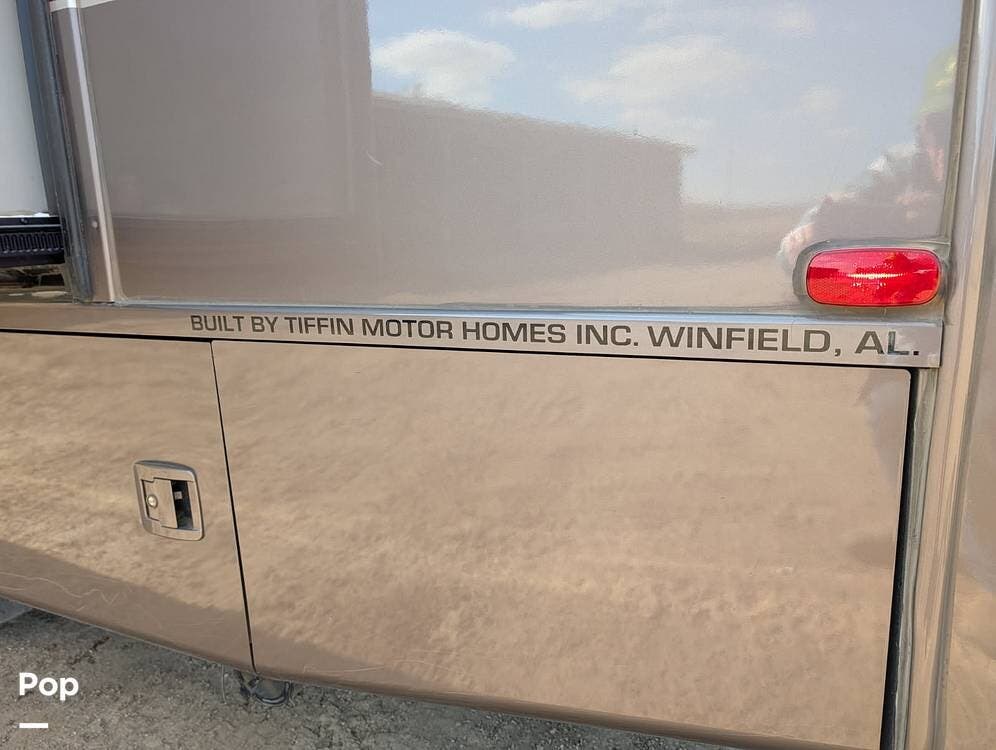 BUILT BY TIFFIN MOTOR HOMES INC. WINFIELD, AL.
Pop